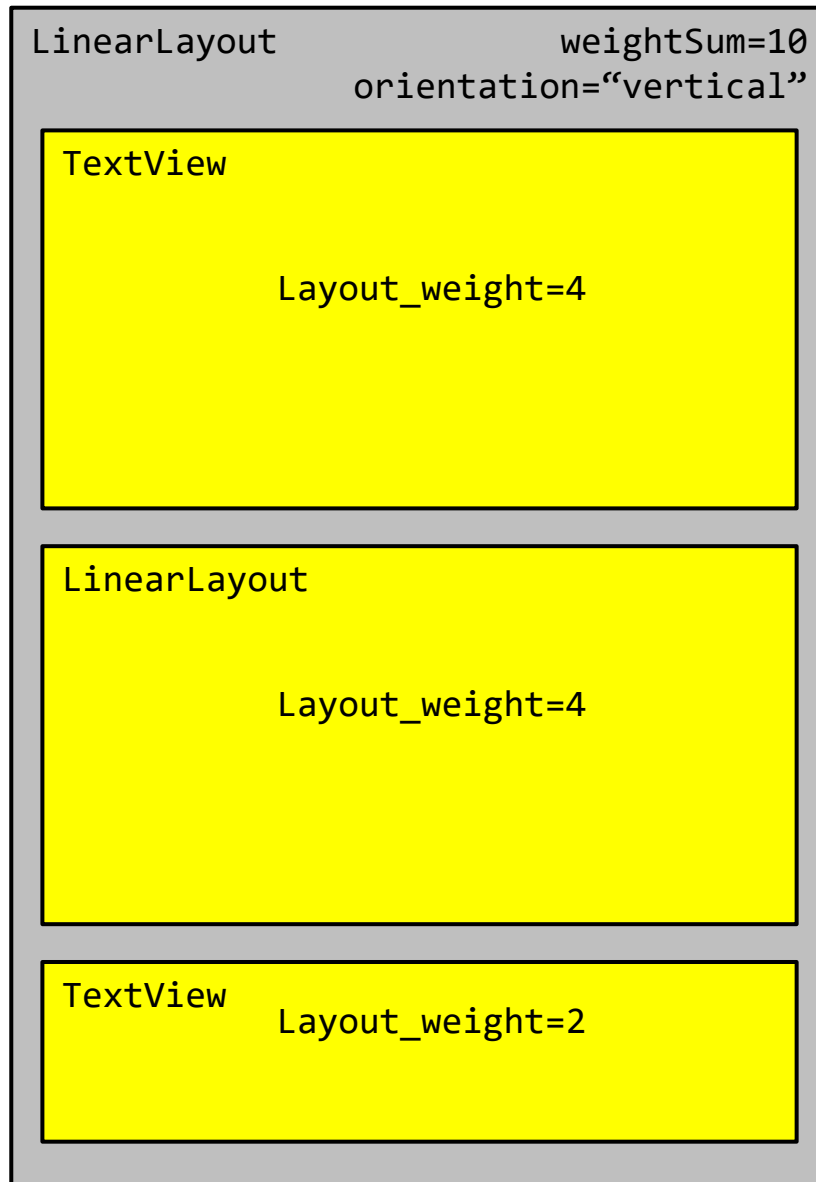 LinearLayout weightSum=10
orientation=“vertical”
TextView
Layout_weight=4
LinearLayout
Layout_weight=4
TextView
Layout_weight=2